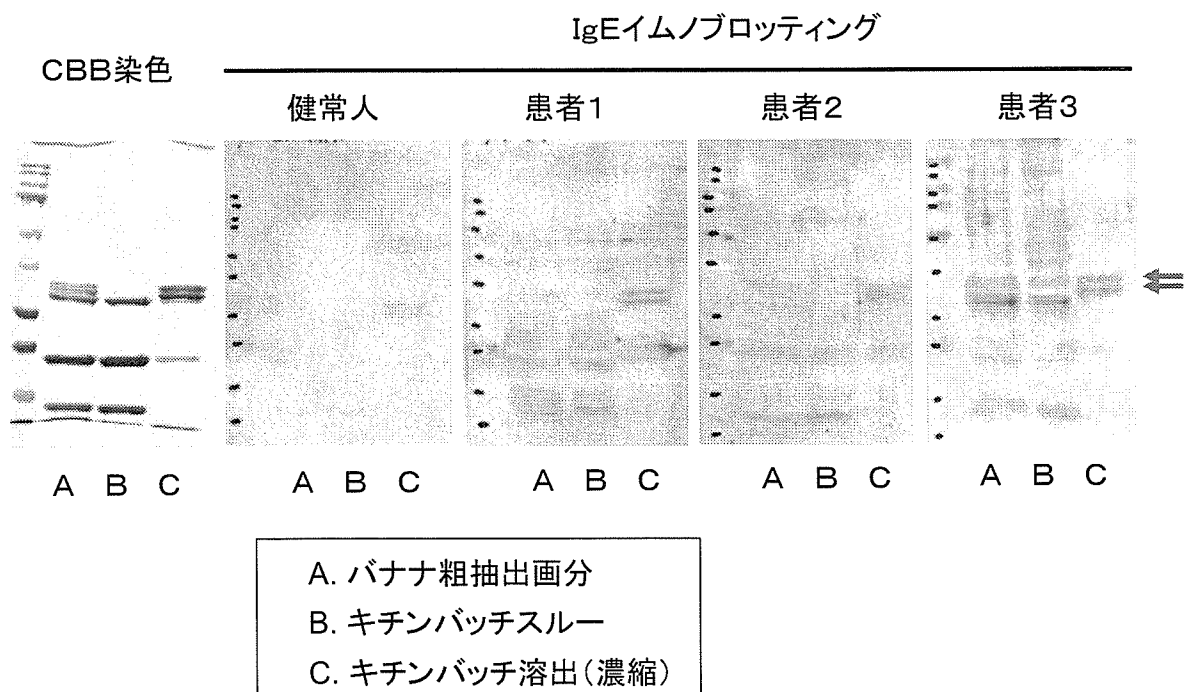 IgEイムノブロッティング
CBB染色
健常人 患者1 患者2 患者3
A B C A B C A B C A B C A B C
A. バナナ粗抽出画分
B. キチンバッチスルー
C. キチンバッチ溶出(濃縮)